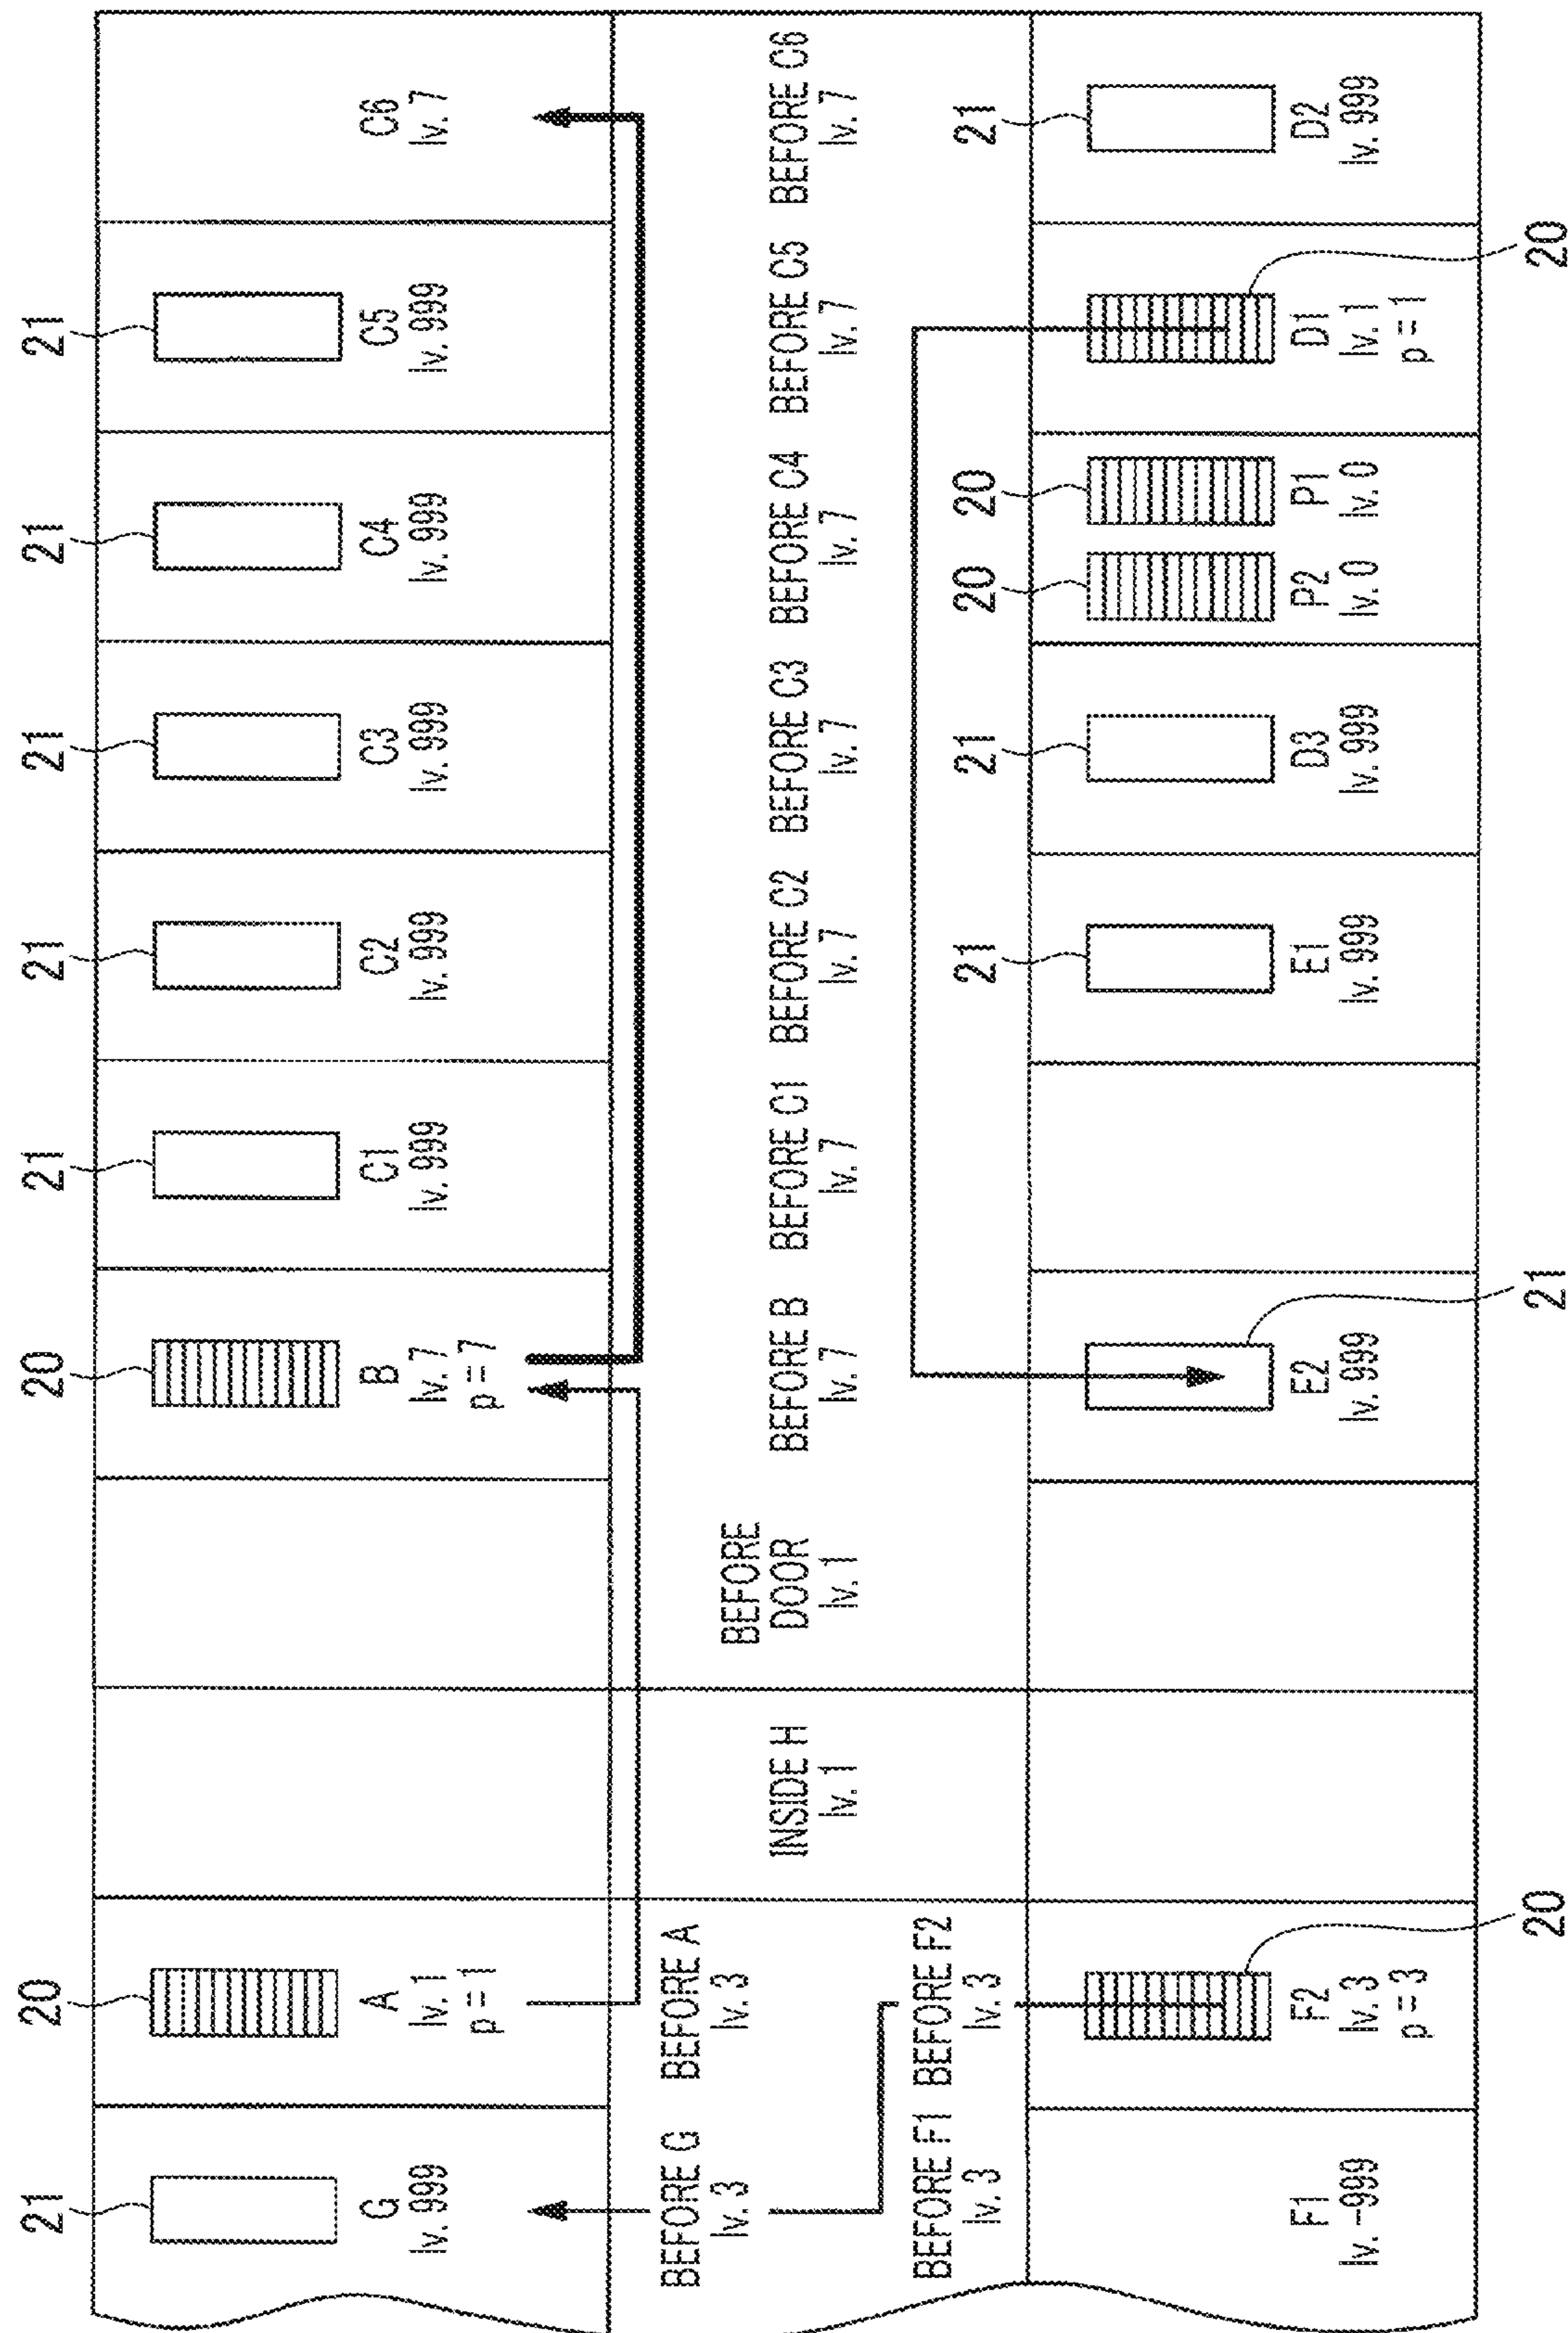 21
G
lv. 999
20
A
lv. 1
p = 1
20
B
lv. 7
p = 7
21
C1
lv. 999
21
C2
lv. 999
21
C3
lv. 999
21
C4
lv. 999
21
C5
lv. 999
C6
lv. 7
BEFORE G
lv. 3
BEFORE A
lv. 3
INSIDE H
lv. 1
BEFORE
DOOR
lv. 1
BEFORE B
lv. 7
BEFORE C1
lv. 7
BEFORE C2
lv. 7
BEFORE C3
lv. 7
BEFORE C4
lv. 7
BEFORE C5
lv. 7
BEFORE C6
lv. 7
BEFORE F1
lv. 3
BEFORE F2
lv. 3
F1
lv. -999
F2
lv. 3
p = 3
20
E2
lv. 999
21
21
E1
lv. 999
21
D3
lv. 999
20
P2
lv. 0
20
P1
lv. 0
D1
lv. 1
p = 1
20
21
D2
lv. 999